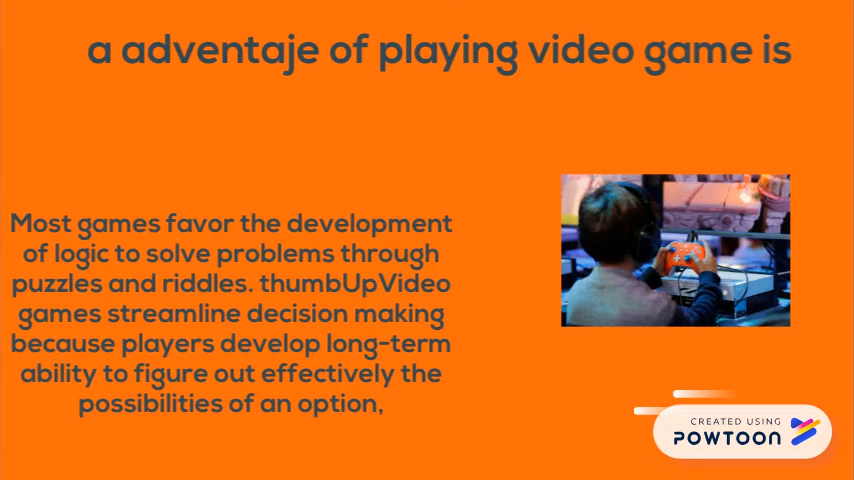 a adventaje of playing video game is
Most games favor the development
of logic to solve problems through
puzzles and riddles. thumbUpVideo
games streamline decision making
because players develop long-term
ability to figure out effectively the
possibilities of an option,
CREATED USING
POWTOON